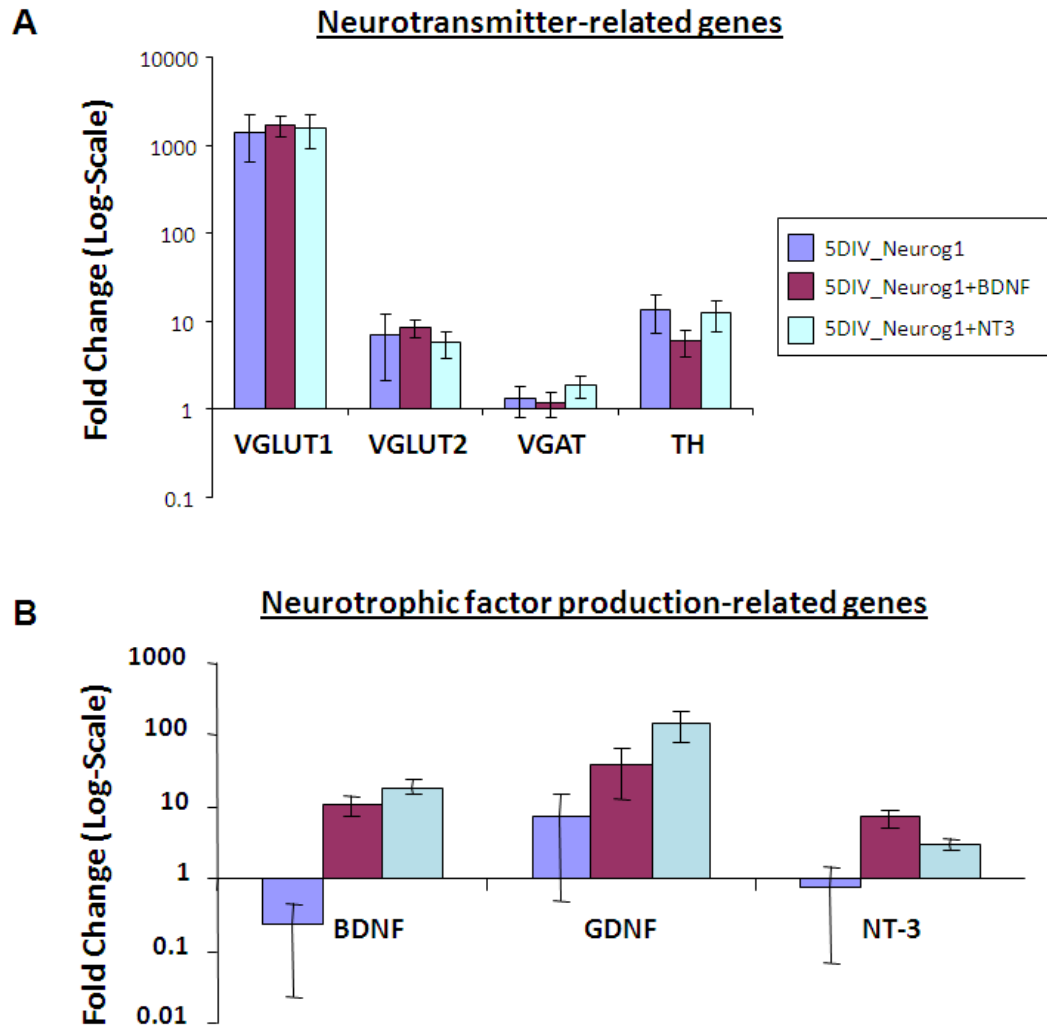 A
Neurotransmitter-related genes
Fold Change (Log-Scale)
10000
1000
100
10
1
0.1
VGLUT1
VGLUT2
VGAT
TH
5DIV_Neurog1
5DIV_Neurog1+BDNF
5DIV_Neurog1+NT3
B
Neurotrophic factor production-related genes
Fold Change (Log-Scale)
1000
100
10
1
0.1
0.01
BDNF
GDNF
NT-3